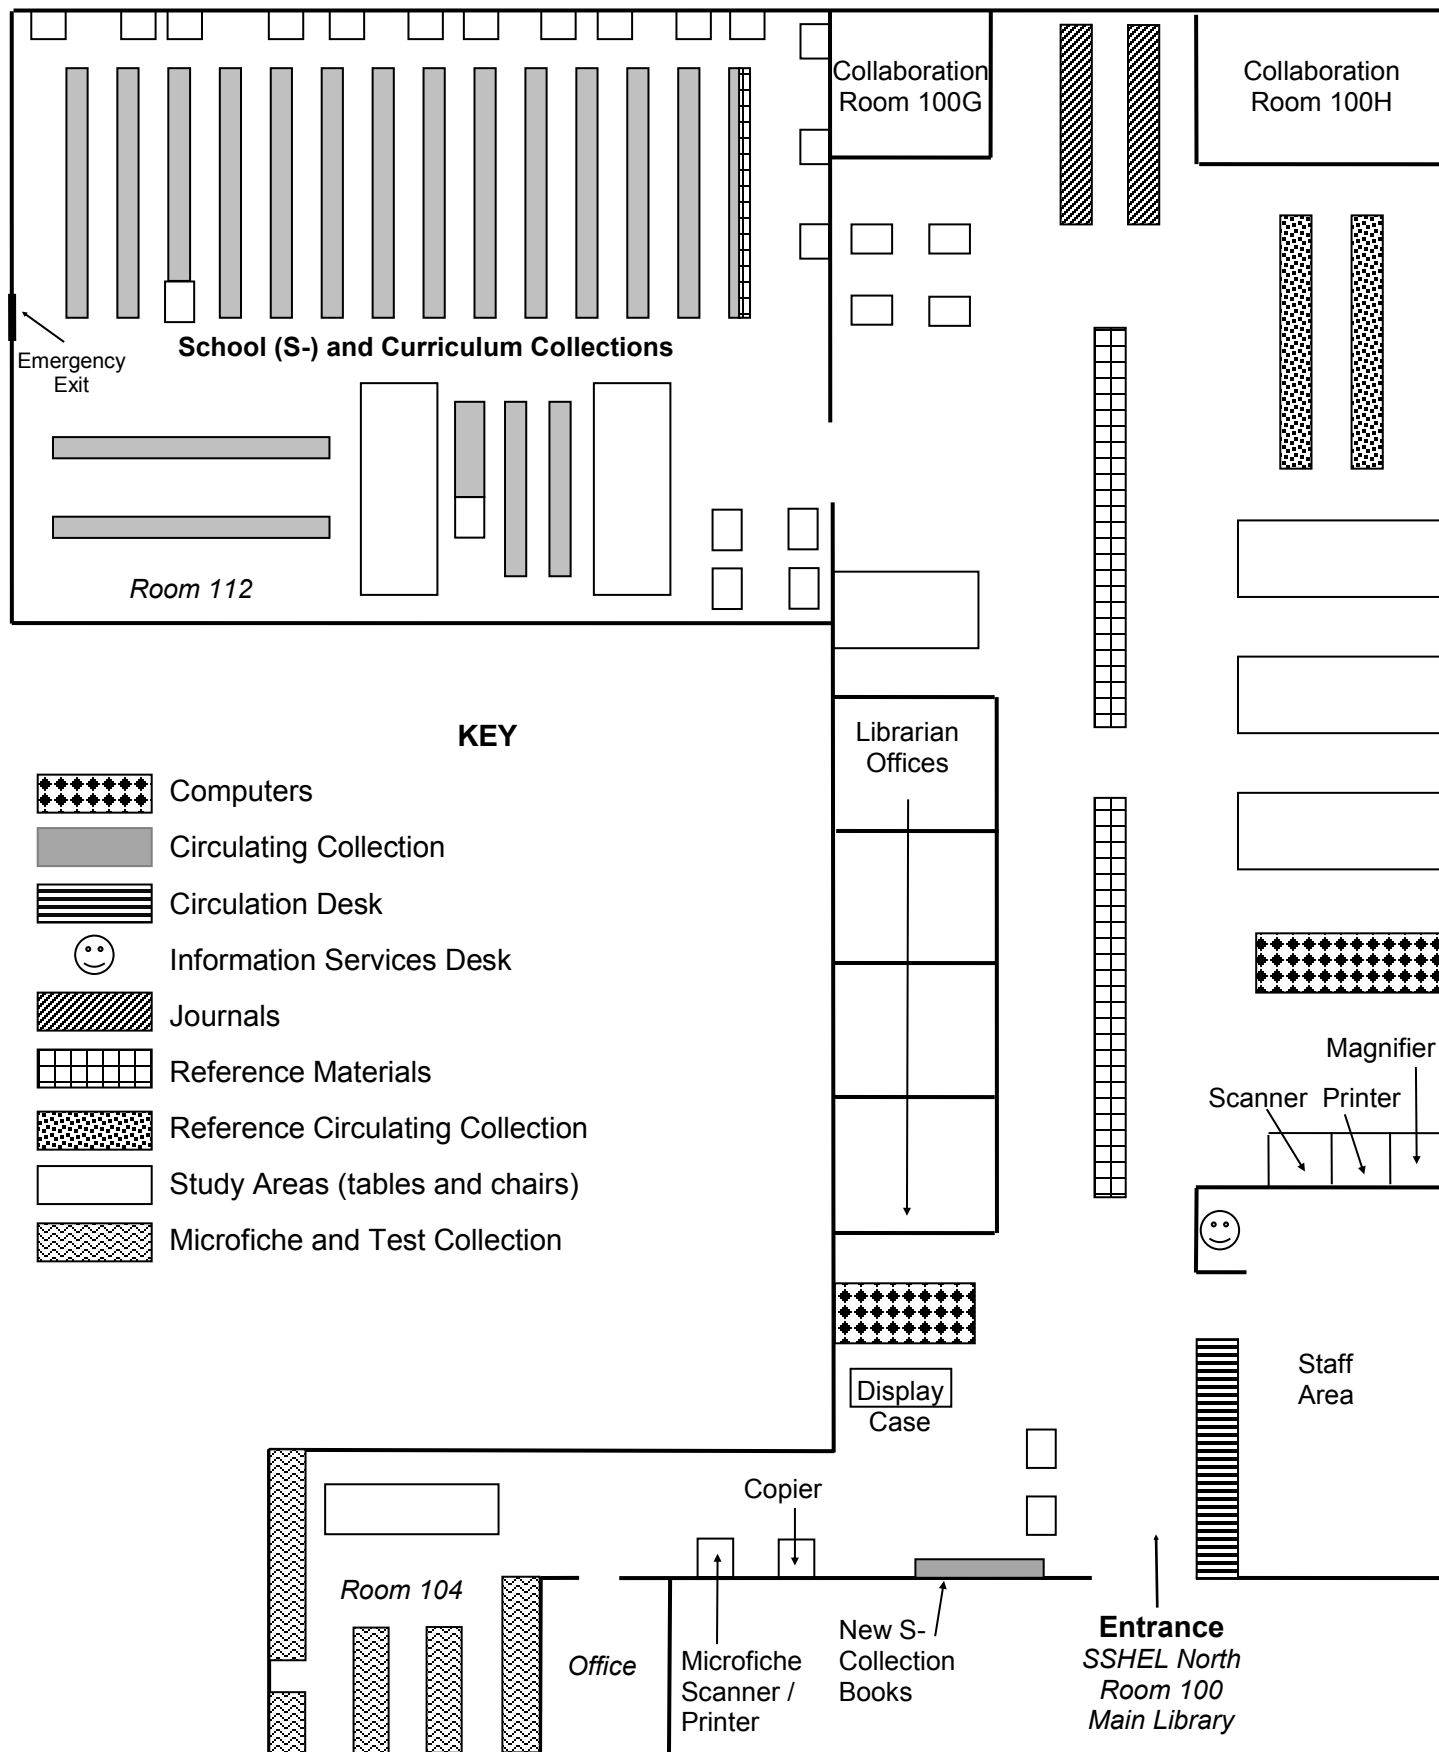 Collaboration
Room 100G
Collaboration
Room 100H
Emergency
Exit
School (S-) and Curriculum Collections
Room 112
KEY
Computers
Circulating Collection
Circulation Desk
Information Services Desk
Journals
Reference Materials
Reference Circulating Collection
Study Areas (tables and chairs)
Microfiche and Test Collection
Librarian
Offices
Magnifier
Scanner
Printer
Staff
Area
Display
Case
Copier
Room 104
Office
Microfiche
Scanner /
Printer
New S-
Collection
Books
Entrance
SSHEL North
Room 100
Main Library